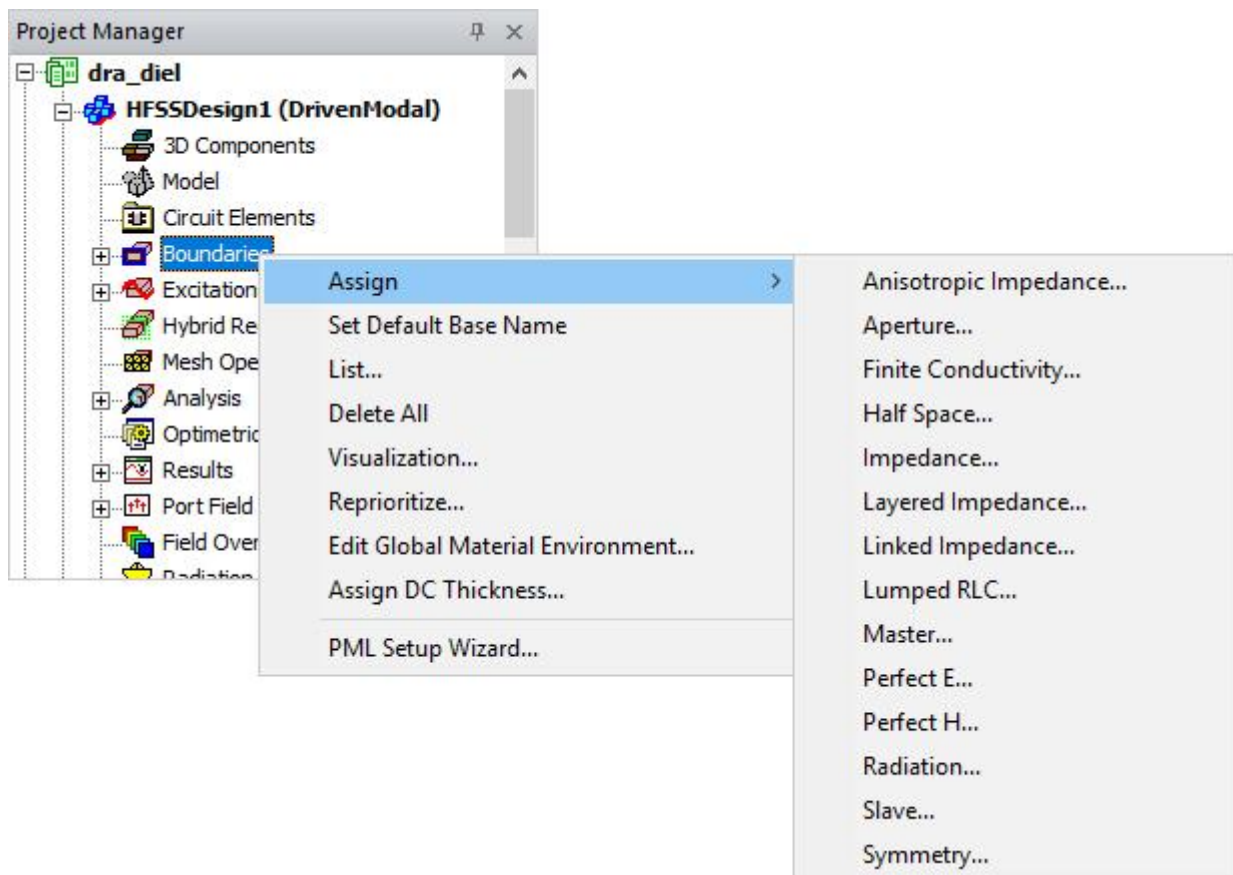 Project Manager
dra_diel
HFSSDesign1 (DrivenModal)
3D Components
Model
Circuit Elements
Boundaries
Excitation
Hybrid Re
Mesh Ope
Analysis
Optimetric
Results
Port Field
Field Over
Radiation
Assign
Set Default Base Name
List...
Delete All
Visualization...
Reprioritize...
Edit Global Material Environment...
Assign DC Thickness...
PML Setup Wizard...
Anisotropic Impedance...
Aperture...
Finite Conductivity...
Half Space...
Impedance...
Layered Impedance...
Linked Impedance...
Lumped RLC...
Master...
Perfect E...
Perfect H...
Radiation...
Slave...
Symmetry...